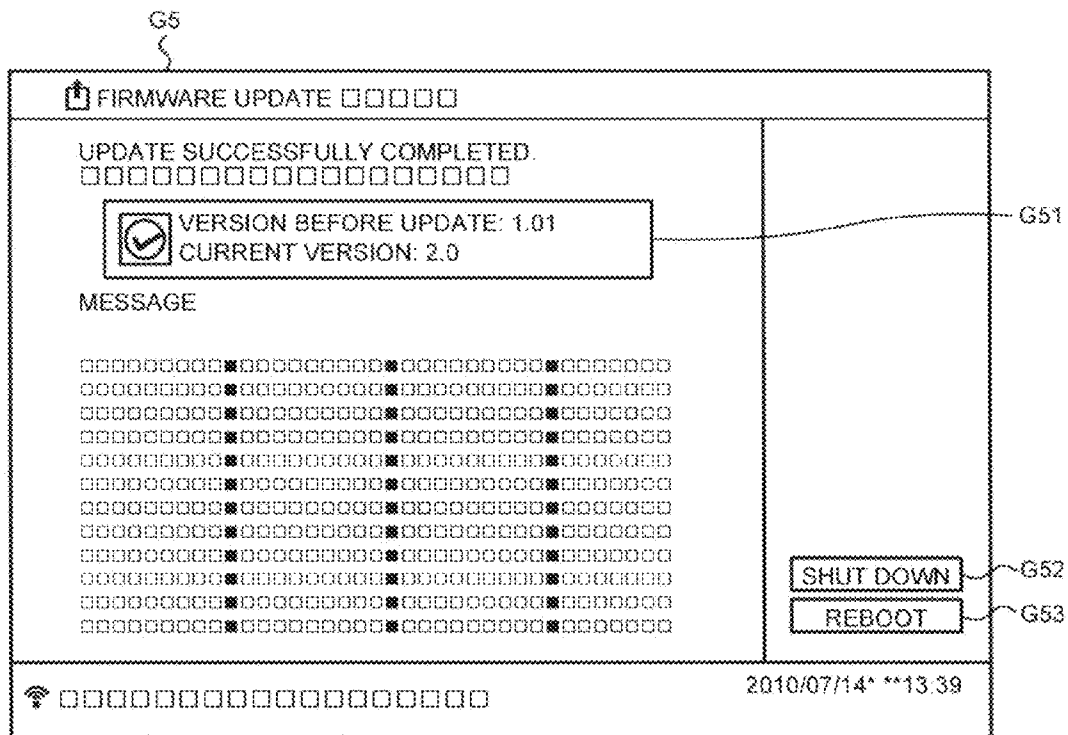 G5
FIRMWARE UPDATE □□□□□
UPDATE SUCCESSFULLY COMPLETED.
□□□□□□□□□□□□□□□□□□
VERSION BEFORE UPDATE: 1.01
CURRENT VERSION: 2.0
G51
MESSAGE
□□□□□□□□□■□□□□□□□□□■□□□□□□□□□■□□□□□□□
□□□□□□□□□■□□□□□□□□□■□□□□□□□□□■□□□□□□□
□□□□□□□□□■□□□□□□□□□■□□□□□□□□□■□□□□□□□
□□□□□□□□□■□□□□□□□□□■□□□□□□□□□■□□□□□□□
□□□□□□□□□■□□□□□□□□□■□□□□□□□□□■□□□□□□□
□□□□□□□□□■□□□□□□□□□■□□□□□□□□□■□□□□□□□
□□□□□□□□□■□□□□□□□□□■□□□□□□□□□■□□□□□□□
□□□□□□□□□■□□□□□□□□□■□□□□□□□□□■□□□□□□□
□□□□□□□□□■□□□□□□□□□■□□□□□□□□□■□□□□□□□
□□□□□□□□□■□□□□□□□□□■□□□□□□□□□■□□□□□□□
□□□□□□□□□■□□□□□□□□□■□□□□□□□□□■□□□□□□□
□□□□□□□□□■□□□□□□□□□■□□□□□□□□□■□□□□□□□
SHUT DOWN
G52
REBOOT
G53
□□□□□□□□□□□□□□□□□□
2010/07/14* **13:39